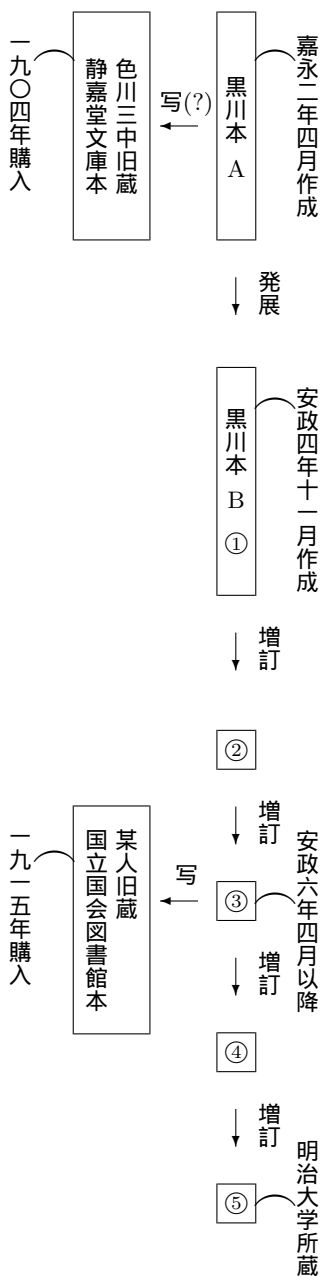 嘉永二年四月作成
黒川本 A
写(?)
色川三中旧蔵
静嘉堂文庫本
一九〇四年購入
発展
安政四年十一月作成
黒川本 B ①
増訂
②
増訂
安政六年四月以降
③
写
某人旧蔵
国立国会図書館本
一九一五年購入
増訂
④
増訂
明治大学所蔵
⑤